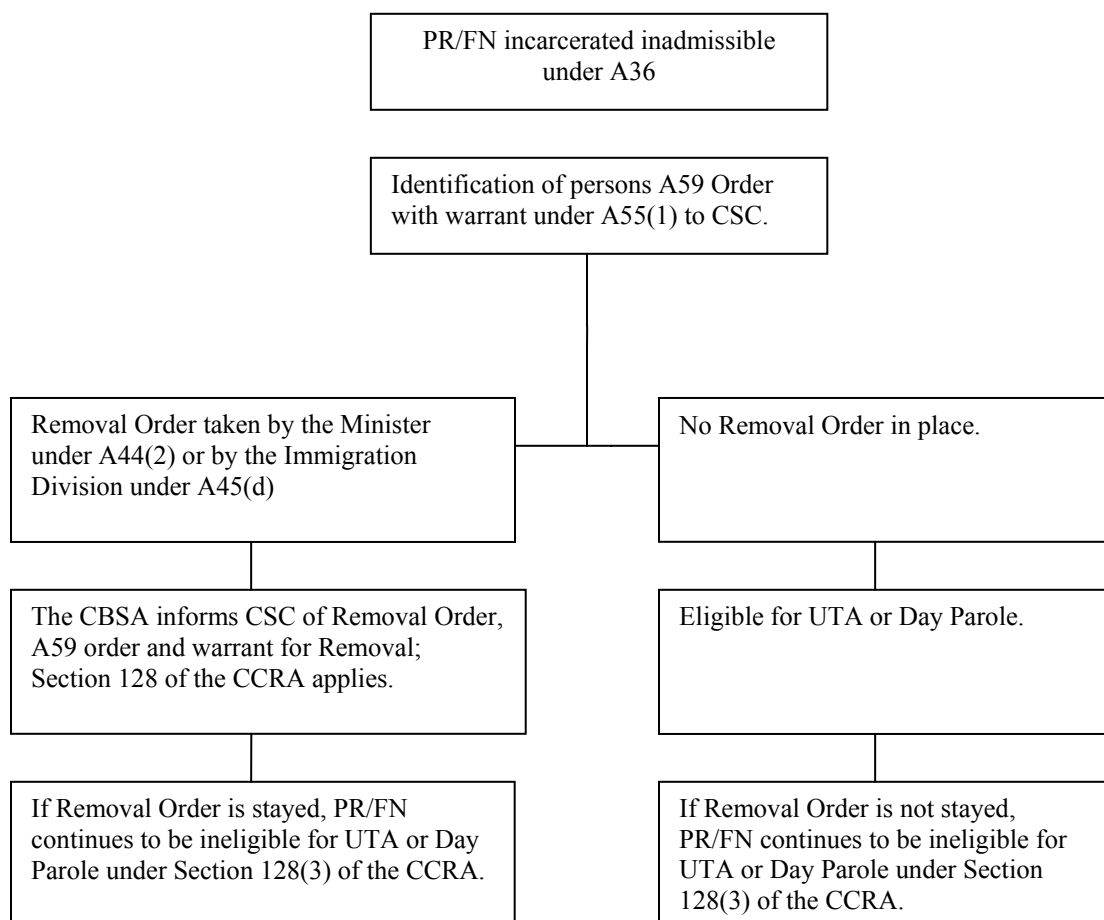 PR/FN incarcerated inadmissible
under A36
Identification of persons A59 Order
with warrant under A55(1) to CSC.
Removal Order taken by the Minister
under A44(2) or by the Immigration
Division under A45(d)
No Removal Order in place.
The CBSA informs CSC of Removal Order,
A59 order and warrant for Removal;
Section 128 of the CCRA applies.
Eligible for UTA or Day Parole.
If Removal Order is stayed, PR/FN
continues to be ineligible for UTA or Day
Parole under Section 128(3) of the CCRA.
If Removal Order is not stayed,
PR/FN continues to be ineligible for
UTA or Day Parole under Section
128(3) of the CCRA.